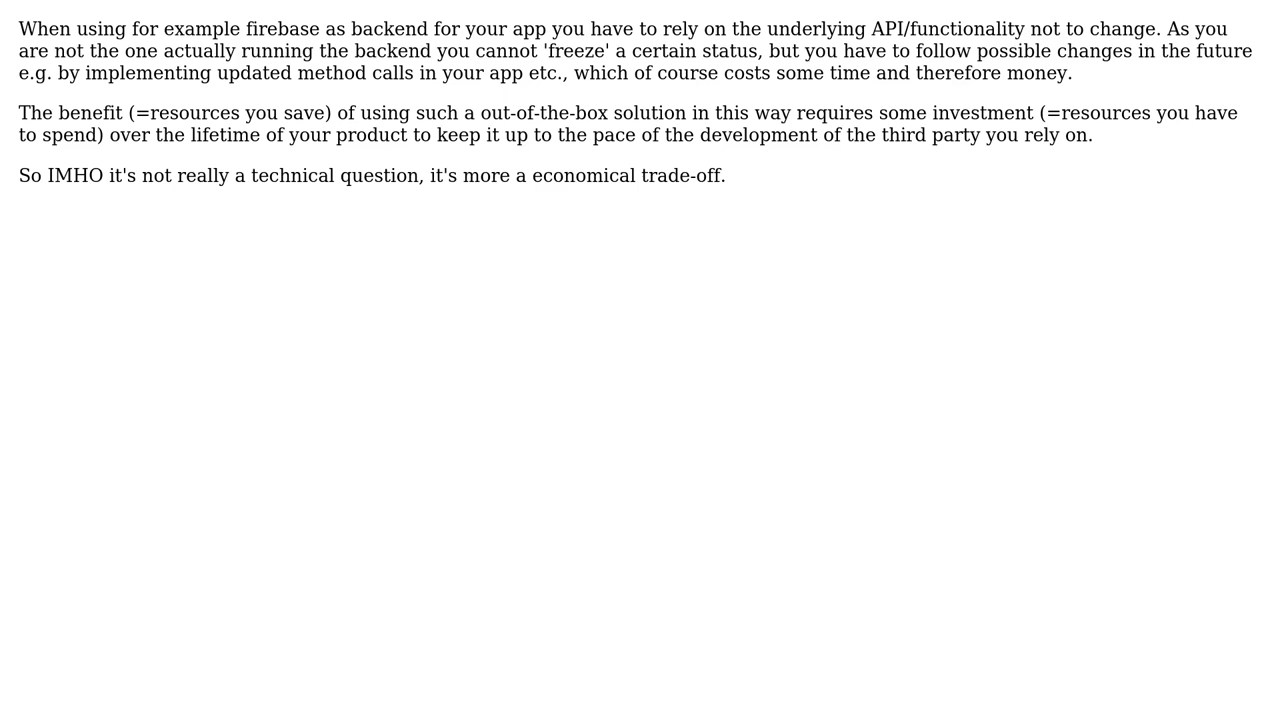 When using for example firebase as backend for your app you have to rely on the underlying API/functionality not to change. As you
are not the one actually running the backend you cannot 'freeze' a certain status, but you have to follow possible changes in the future
e.g. by implementing updated method calls in your app etc., which of course costs some time and therefore money.
The benefit (=resources you save) of using such a out-of-the-box solution in this way requires some investment (=resources you have
to spend) over the lifetime of your product to keep it up to the pace of the development of the third party you rely on.
So IMHO it's not really a technical question, it's more a economical trade-off.